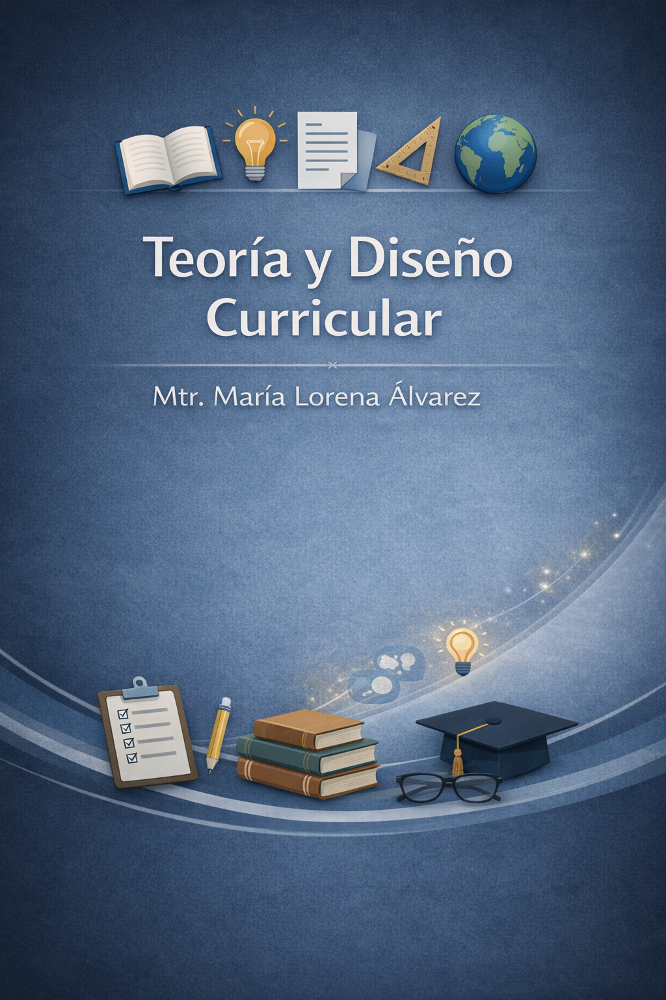 Teoría y Diseño
Curricular
Mtr. María Lorena Álvarez